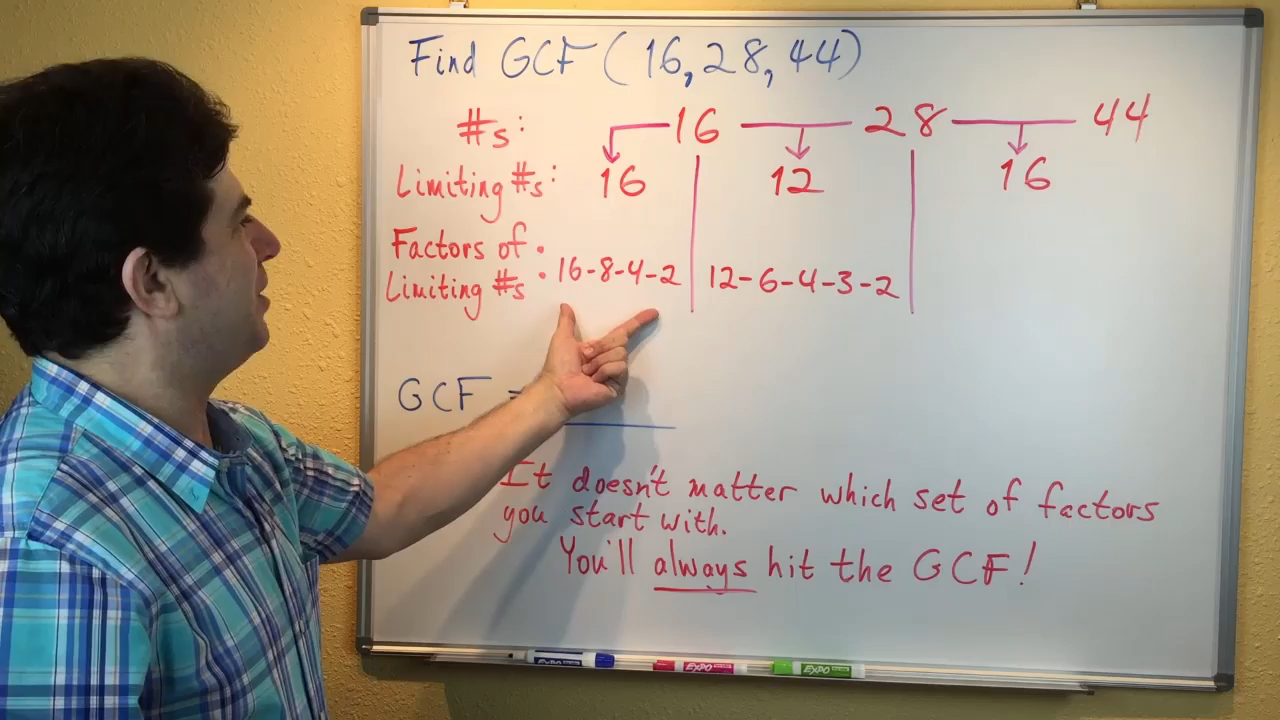 Find GCF (16, 28, 44)
#s: 16 28 44
Limiting #s: 16 12 16
Factors of
Limiting #s : 16-8-4-2 12-6-4-3-2
GCF =
It doesn't matter which set of factors
you start with.
You'll always hit the GCF!
EXPO EXPO EXPO